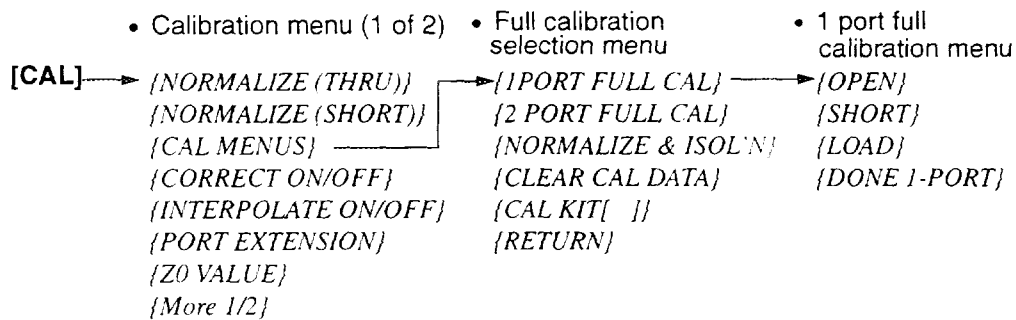 • Calibration menu (1 of 2)
• Full calibration selection menu
• 1 port full calibration menu
[CAL]
{NORMALIZE (THRU)}
{NORMALIZE (SHORT)}
{CAL MENUS}
{CORRECT ON/OFF}
{INTERPOLATE ON/OFF}
{PORT EXTENSION}
{Z0 VALUE}
{More 1/2}
{1PORT FULL CAL}
{2 PORT FULL CAL}
{NORMALIZE & ISOL'N}
{CLEAR CAL DATA}
{CAL KIT[ ]}
{RETURN}
{OPEN}
{SHORT}
{LOAD}
{DONE 1-PORT}